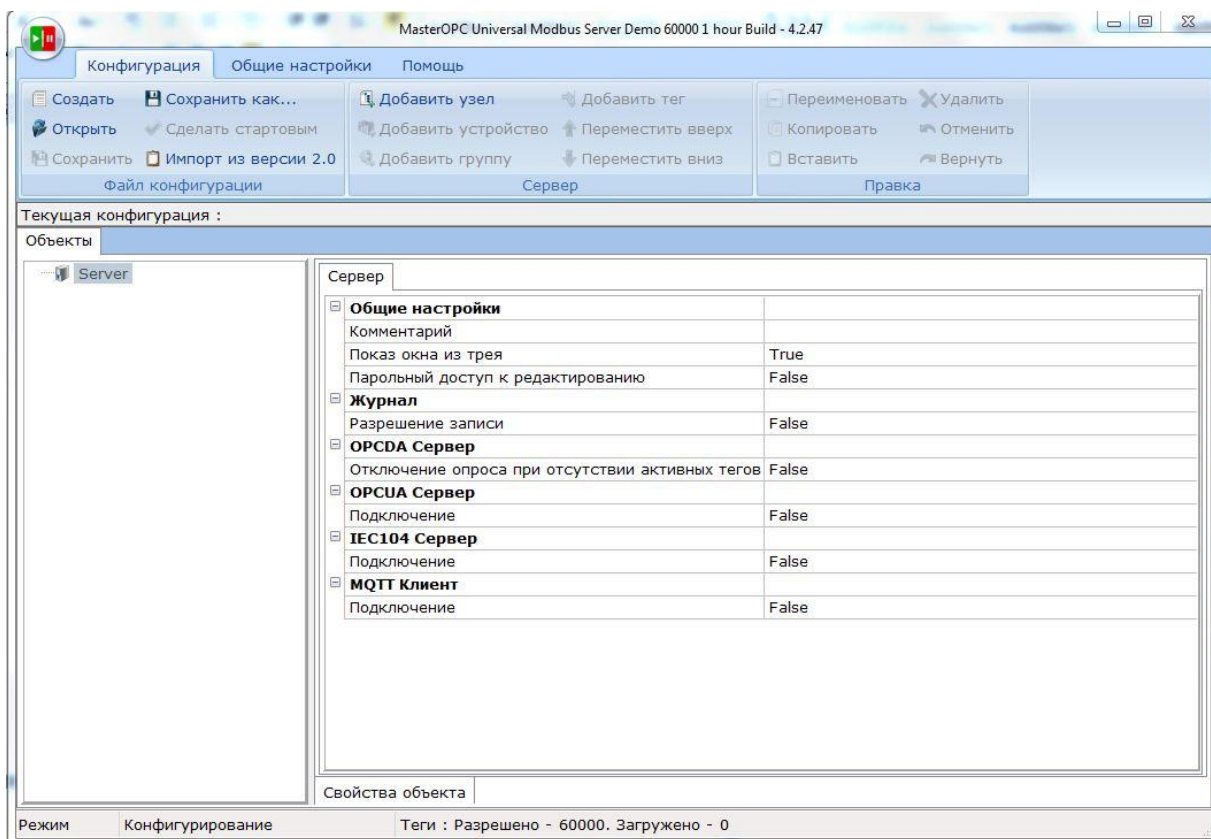 MasterOPC Universal Modbus Server Demo 60000 1 hour Build - 4.2.47
Конфигурация Общие настройки Помощь
Создать Сохранить как... Добавить узел Добавить тег Переименовать Удалить
Открыть Сделать стартовым Добавить устройство Переместить вверх Копировать Отменить
Сохранить Импорт из версии 2.0 Добавить группу Переместить вниз Вставить Вернуть
Файл конфигурации Сервер Правка
Текущая конфигурация :
Объекты
Server
Сервер
Общие настройки
Комментарий
Показ окна из трея True
Парольный доступ к редактированию False
Журнал
Разрешение записи False
OPCDA Сервер
Отключение опроса при отсутствии активных тегов False
OPCUA Сервер
Подключение False
IEC104 Сервер
Подключение False
MQTT Клиент
Подключение False
Свойства объекта
Режим Конфигурирование Теги : Разрешено - 60000. Загружено - 0